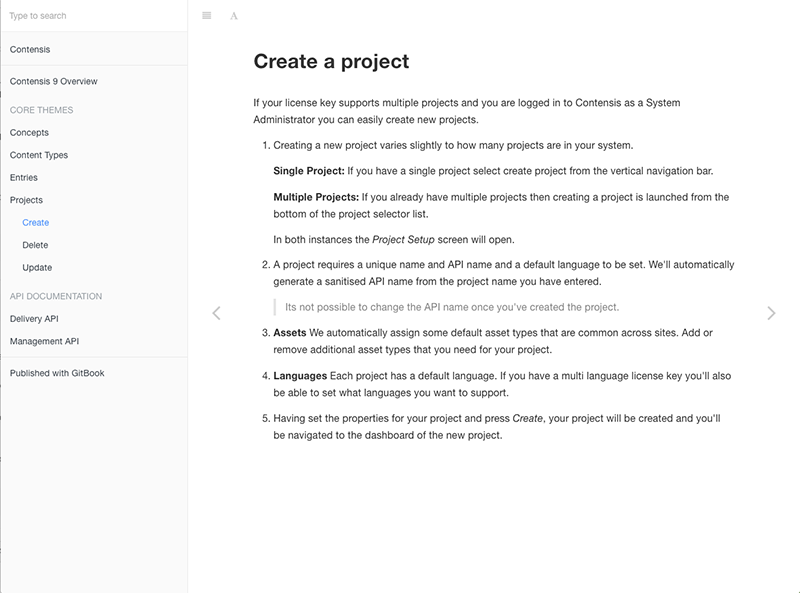 Type to search
A
Contensis
Contensis 9 Overview
CORE THEMES
Concepts
Content Types
Entries
Projects
Create
Delete
Update
API DOCUMENTATION
Delivery API
Management API
Published with GitBook
Create a project
If your license key supports multiple projects and you are logged in to Contensis as a System
Administrator you can easily create new projects.
1. Creating a new project varies slightly to how many projects are in your system.
Single Project: If you have a single project select create project from the vertical navigation bar.
Multiple Projects: If you already have multiple projects then creating a project is launched from the
bottom of the project selector list.
In both instances the Project Setup screen will open.
2. A project requires a unique name and API name and a default language to be set. We'll automatically
generate a sanitised API name from the project name you have entered.
Its not possible to change the API name once you've created the project.
3. Assets We automatically assign some default asset types that are common across sites. Add or
remove additional asset types that you need for your project.
4. Languages Each project has a default language. If you have a multi language license key you'll also
be able to set what languages you want to support.
5. Having set the properties for your project and press Create, your project will be created and you'll
be navigated to the dashboard of the new project.